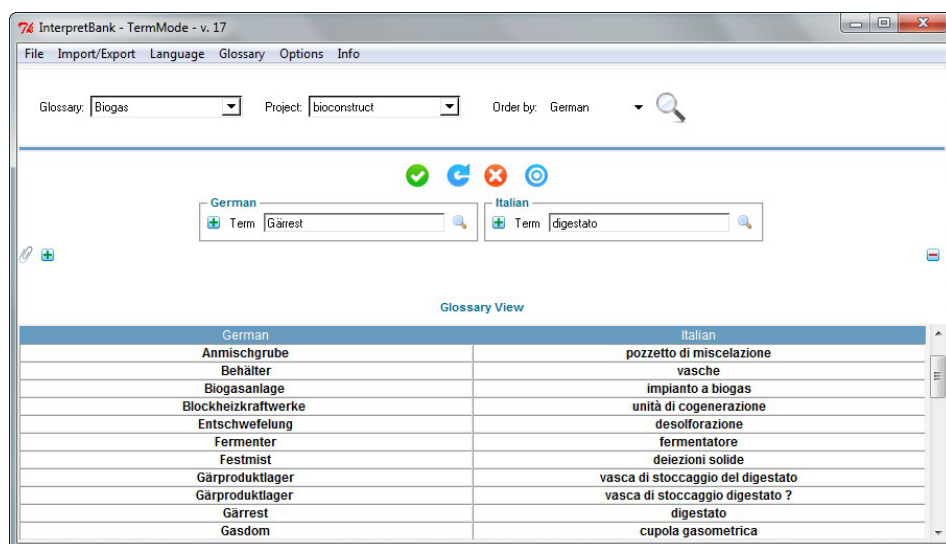 InterpretBank - TermMode - v. 17
File Import/Export Language Glossary Options Info
Glossary: Biogas Project: bioconstruct Order by: German
German Italian
Term Gärrest Term digestato
Glossary View
German Italian
Anmischgrube pozzetto di miscelazione
Behälter vasche
Biogasanlage impianto a biogas
Blockheizkraftwerke unità di cogenerazione
Entschwefelung desolforazione
Fermenter fermentatore
Festmist deiezioni solide
Gärproduktlager vasca di stoccaggio del digestato
Gärproduktlager vasca di stoccaggio digestato ?
Gärrest digestato
Gasdom cupola gasometrica